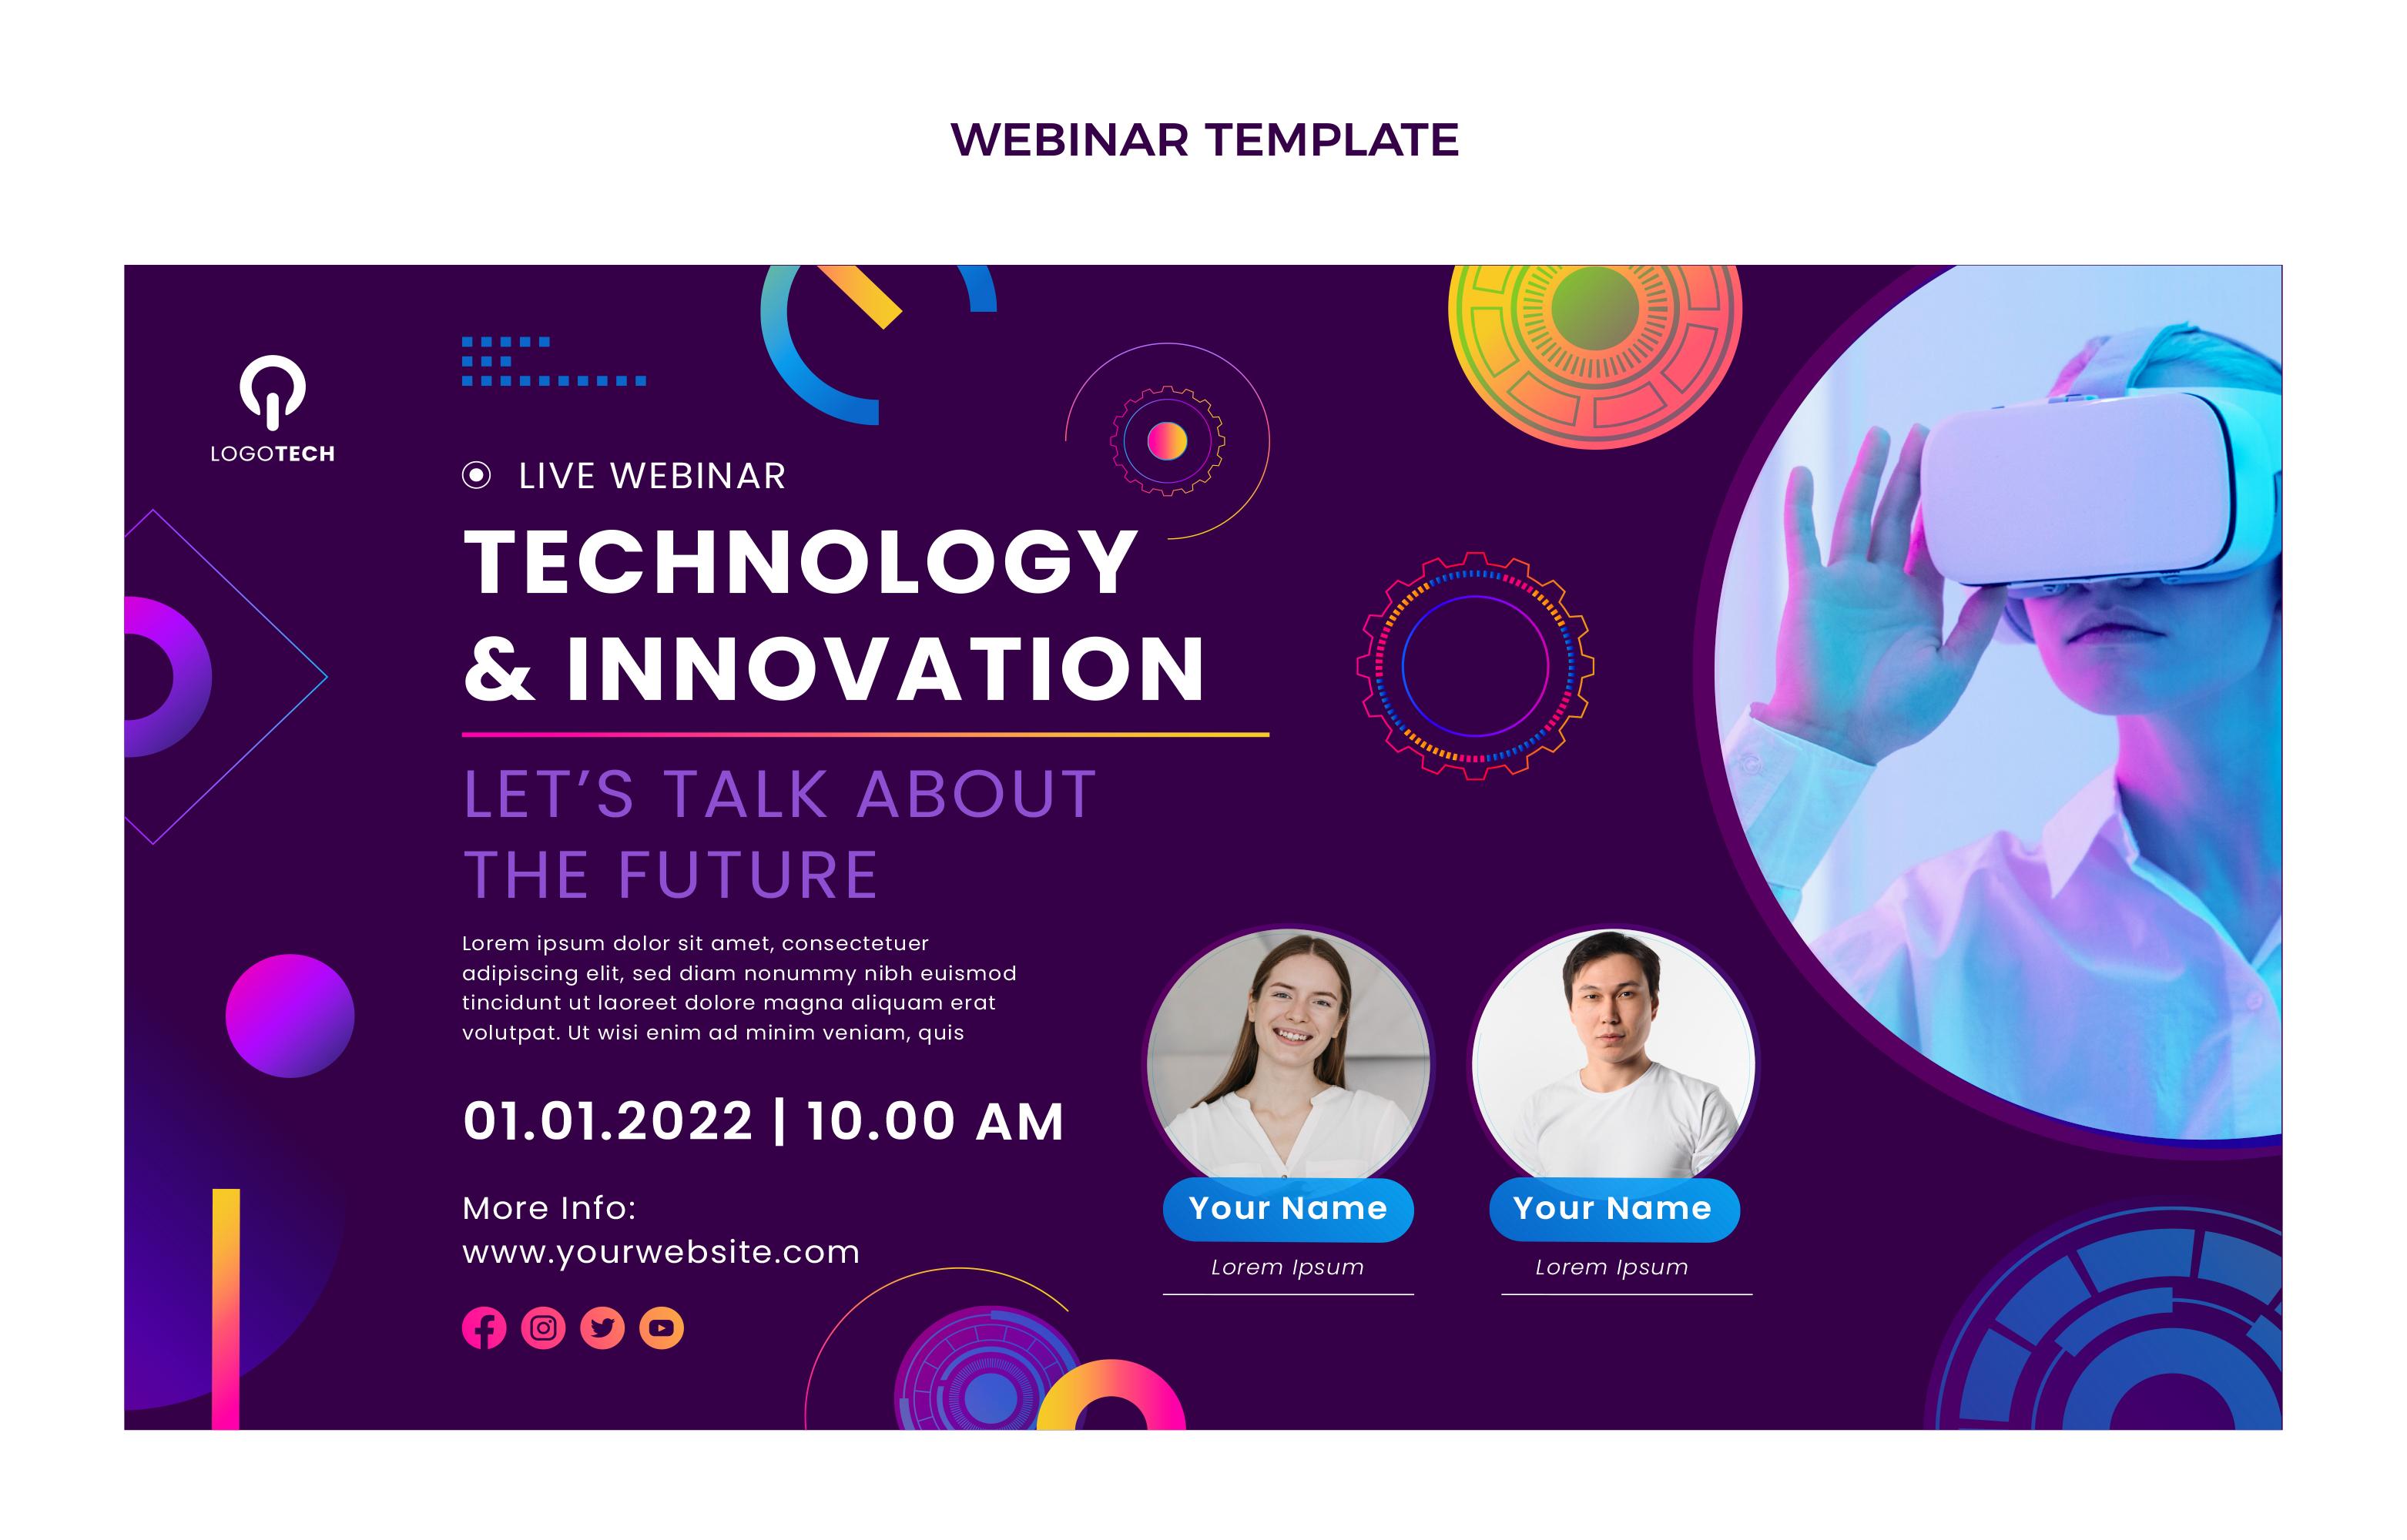 WEBINAR TEMPLATE
LOGOTECH
LIVE WEBINAR
TECHNOLOGY
& INNOVATION
LET’S TALK ABOUT
THE FUTURE
Lorem ipsum dolor sit amet, consectetuer
adipiscing elit, sed diam nonummy nibh euismod
tincidunt ut laoreet dolore magna aliquam erat
volutpat. Ut wisi enim ad minim veniam, quis
01.01.2022 | 10.00 AM
More Info:
www.yourwebsite.com
Your Name
Lorem Ipsum
Your Name
Lorem Ipsum